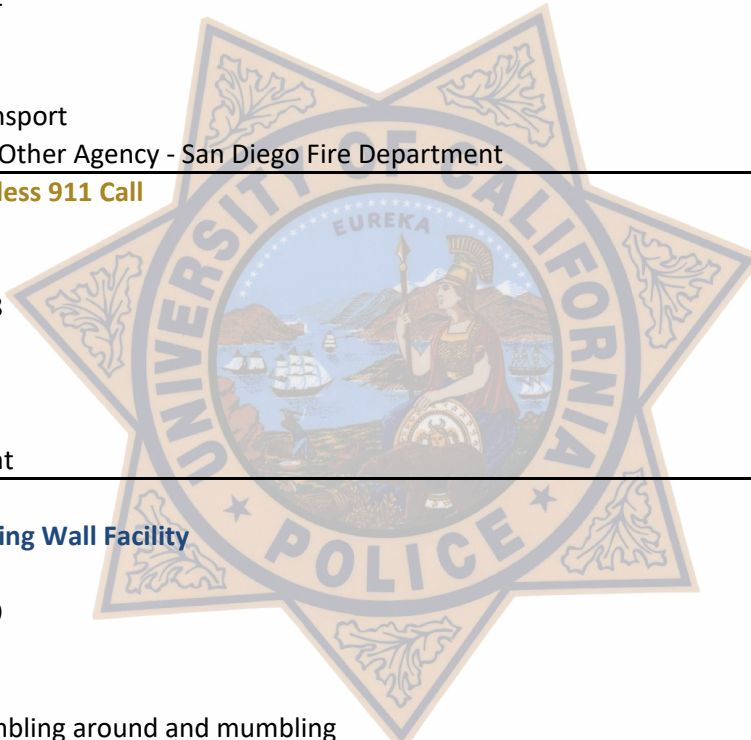 nsport
Other Agency - San Diego Fire Department
less 911 Call
UNIVERSITY OF CALIFORNIA
EUREKA
nt
ing Wall Facility
POLICE
mbling around and mumbling